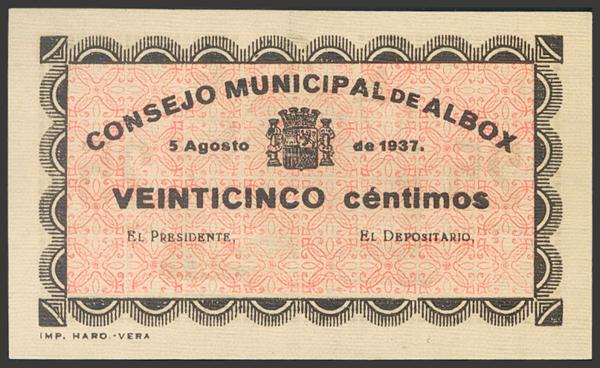 CONSEJO MUNICIPAL DE ALBOX
5 Agosto de 1937.
VEINTICINCO céntimos
EL PRESIDENTE, EL DEPOSITARIO,
IMP. HARO.-VERA